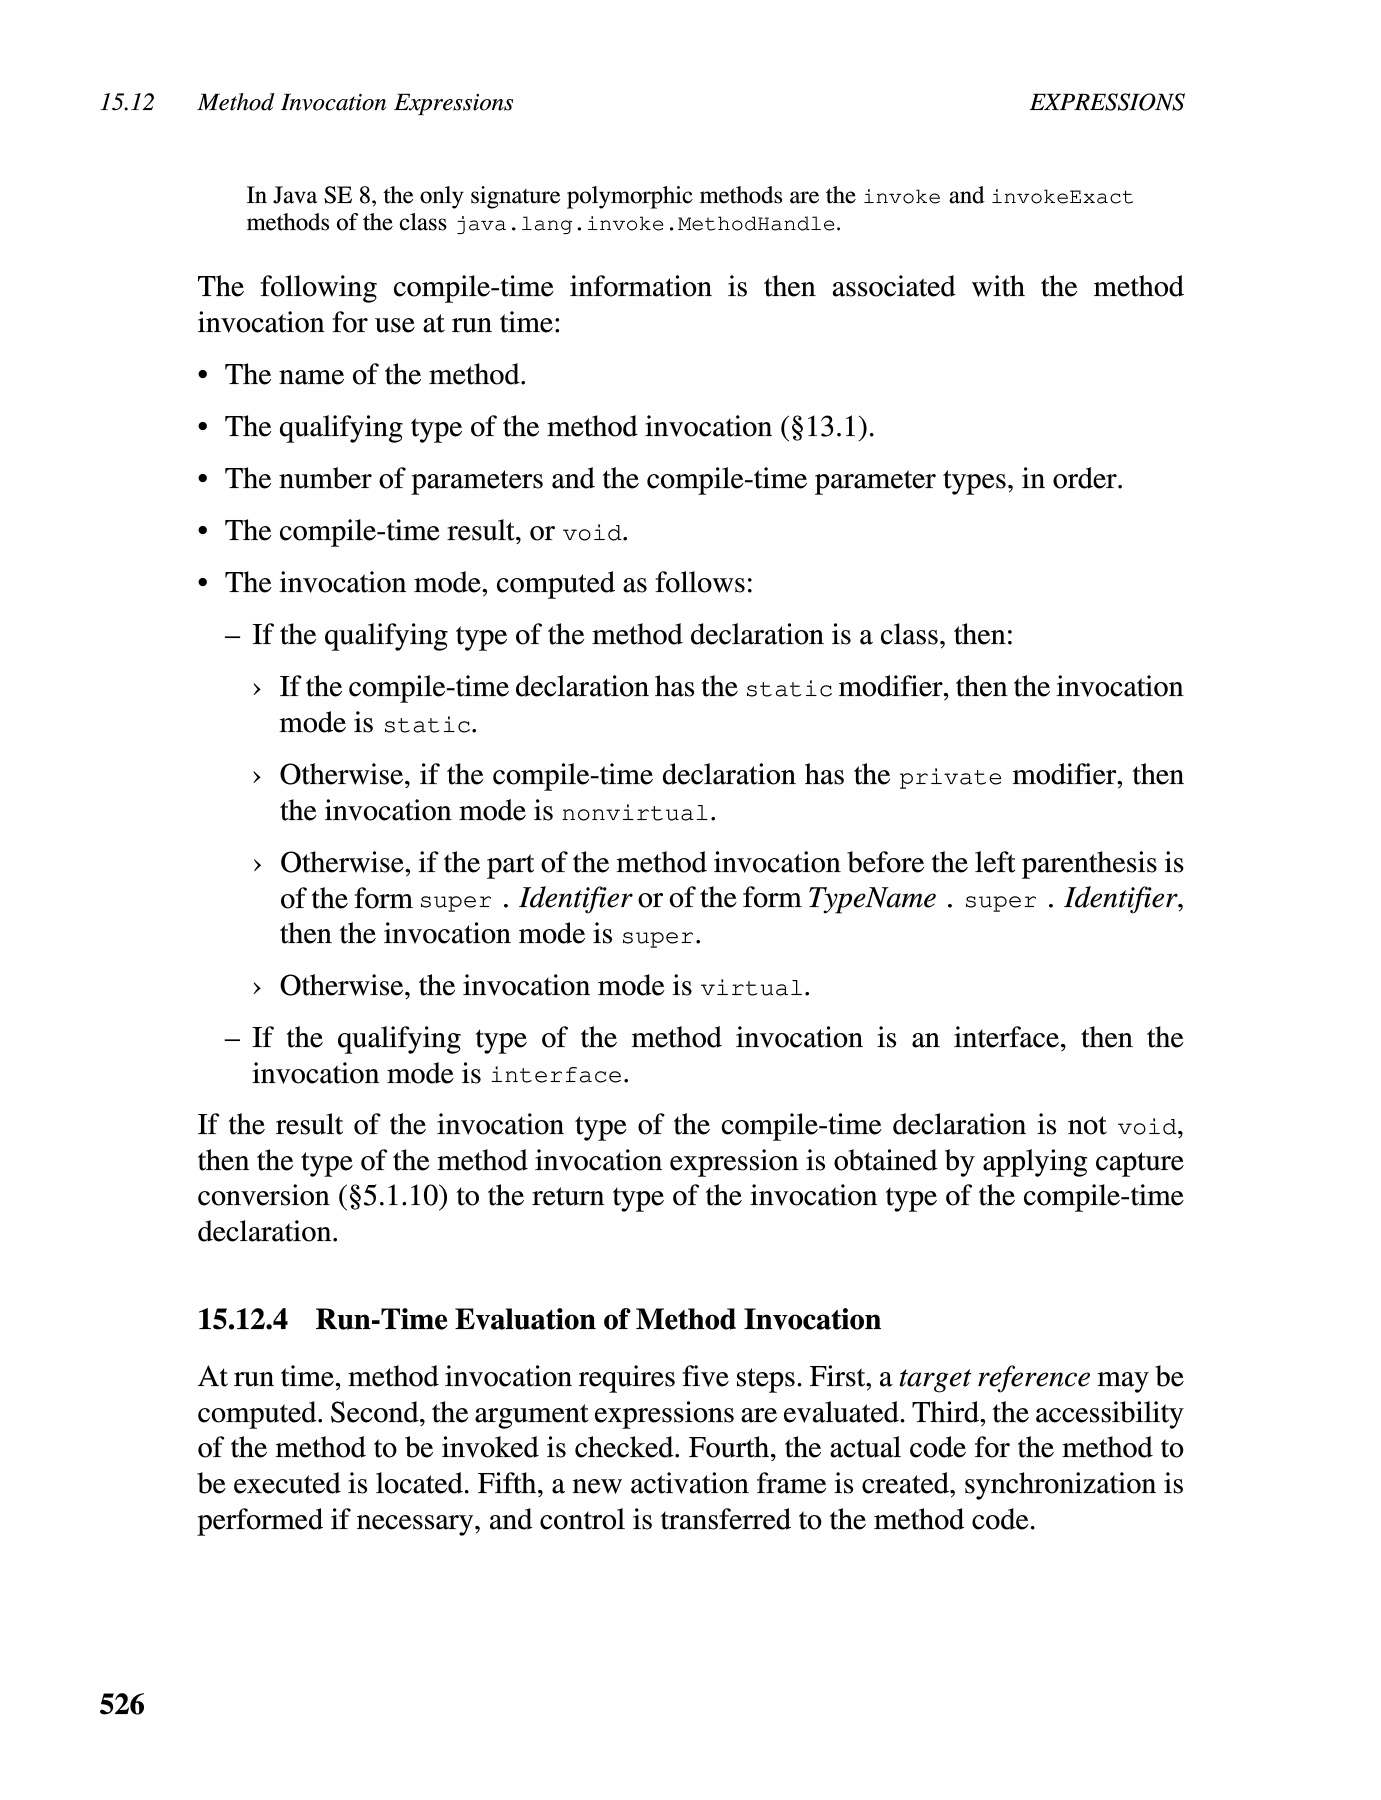 15.12 Method Invocation Expressions EXPRESSIONS
In Java SE 8, the only signature polymorphic methods are the invoke and invokeExact
methods of the class java.lang.invoke.MethodHandle.
The following compile-time information is then associated with the method
invocation for use at run time:
• The name of the method.
• The qualifying type of the method invocation (§13.1).
• The number of parameters and the compile-time parameter types, in order.
• The compile-time result, or void.
• The invocation mode, computed as follows:
– If the qualifying type of the method declaration is a class, then:
› If the compile-time declaration has the static modifier, then the invocation
mode is static.
› Otherwise, if the compile-time declaration has the private modifier, then
the invocation mode is nonvirtual.
› Otherwise, if the part of the method invocation before the left parenthesis is
of the form super . Identifier or of the form TypeName . super . Identifier,
then the invocation mode is super.
› Otherwise, the invocation mode is virtual.
– If the qualifying type of the method invocation is an interface, then the
invocation mode is interface.
If the result of the invocation type of the compile-time declaration is not void,
then the type of the method invocation expression is obtained by applying capture
conversion (§5.1.10) to the return type of the invocation type of the compile-time
declaration.
15.12.4 Run-Time Evaluation of Method Invocation
At run time, method invocation requires five steps. First, a target reference may be
computed. Second, the argument expressions are evaluated. Third, the accessibility
of the method to be invoked is checked. Fourth, the actual code for the method to
be executed is located. Fifth, a new activation frame is created, synchronization is
performed if necessary, and control is transferred to the method code.
526